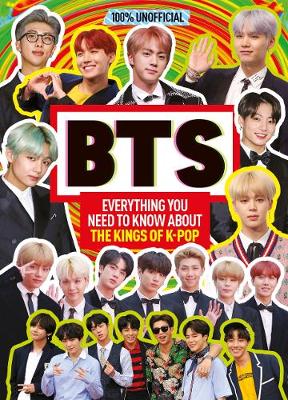 100% UNOFFICIAL
BTS
EVERYTHING YOU
NEED TO KNOW ABOUT
THE KINGS OF K-POP